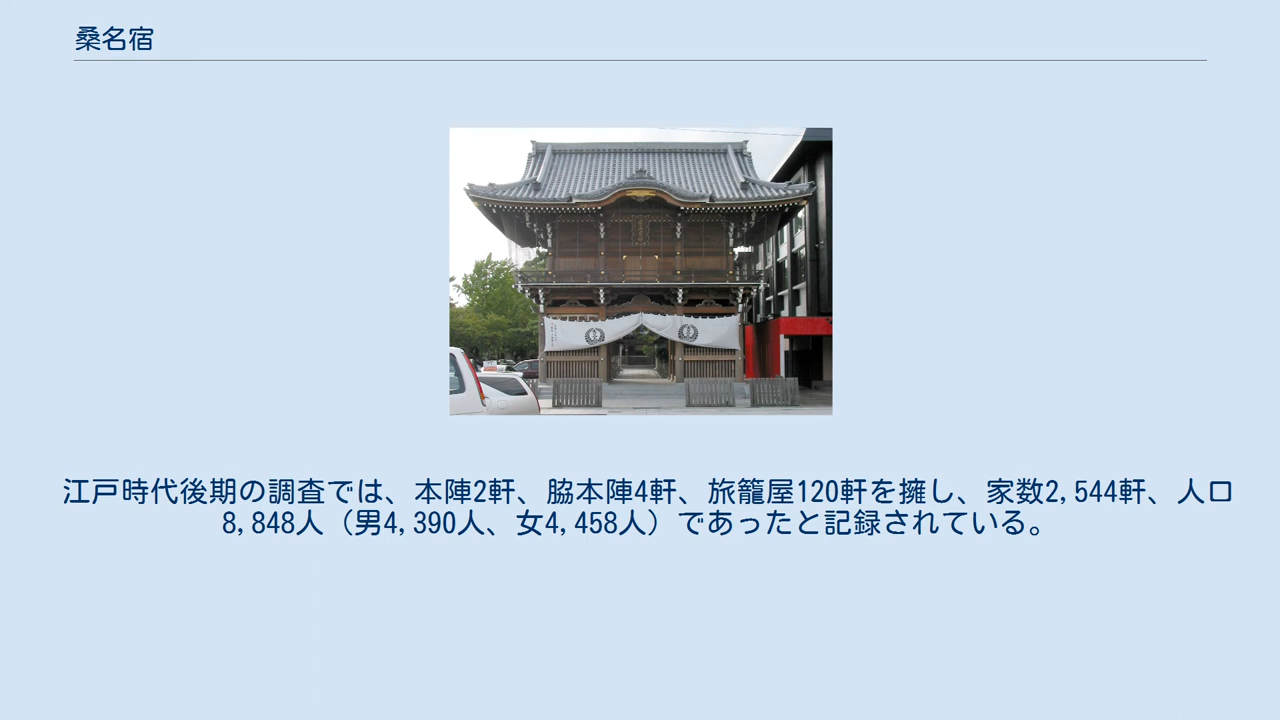 桑名宿
江戸時代後期の調査では、本陣2軒、脇本陣4軒、旅籠屋120軒を擁し、家数2,544軒、人口
8,848人（男4,390人、女4,458人）であったと記録されている。